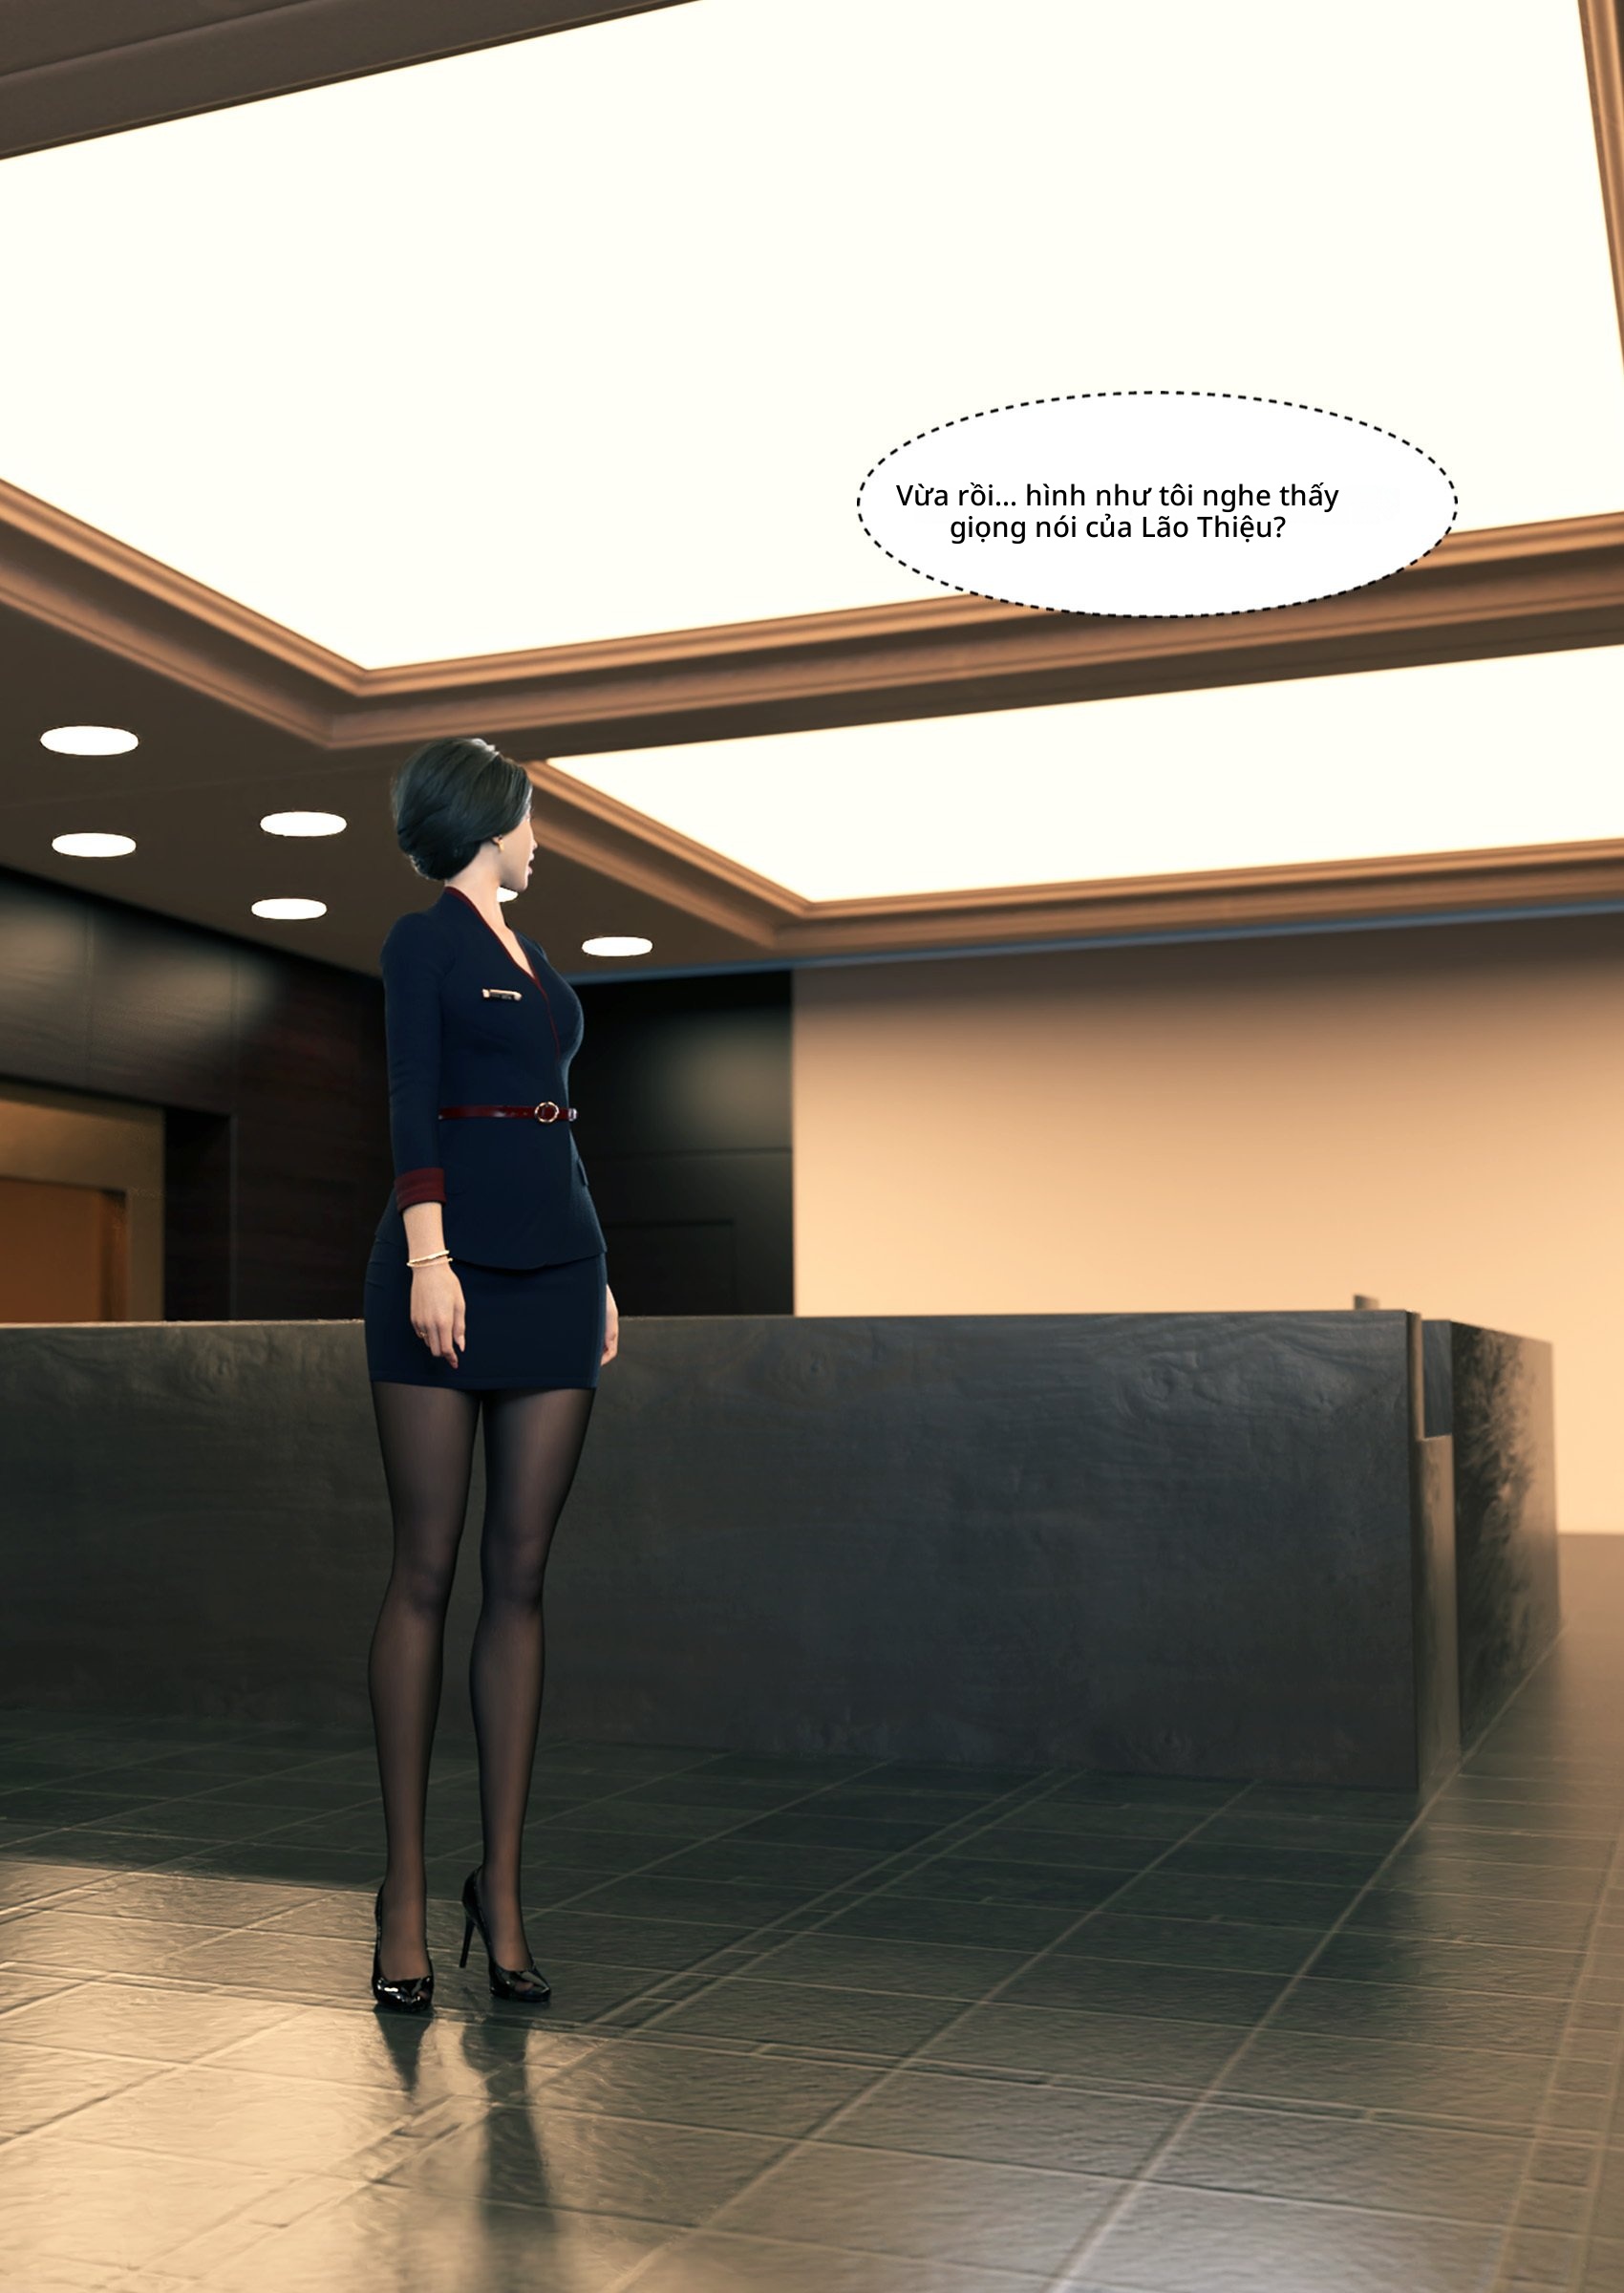 Vừa rồi... hình như tôi nghe thấy
giọng nói của Lão Thiệu?